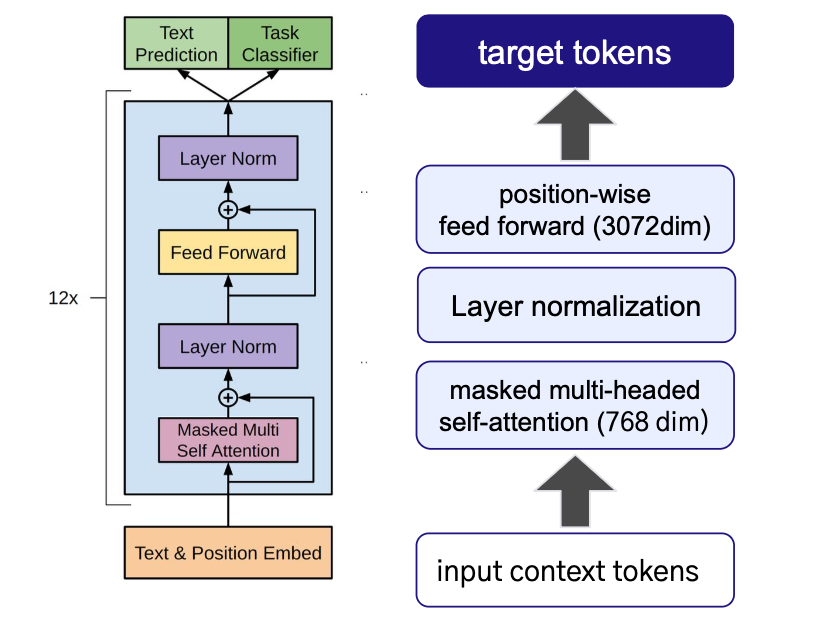 Text
Prediction
Task
Classifier
12x
Layer Norm
+
Feed Forward
Layer Norm
+
Masked Multi
Self Attention
Text & Position Embed
..
..
..
target tokens
position-wise
feed forward (3072dim)
Layer normalization
masked multi-headed
self-attention (768 dim)
input context tokens